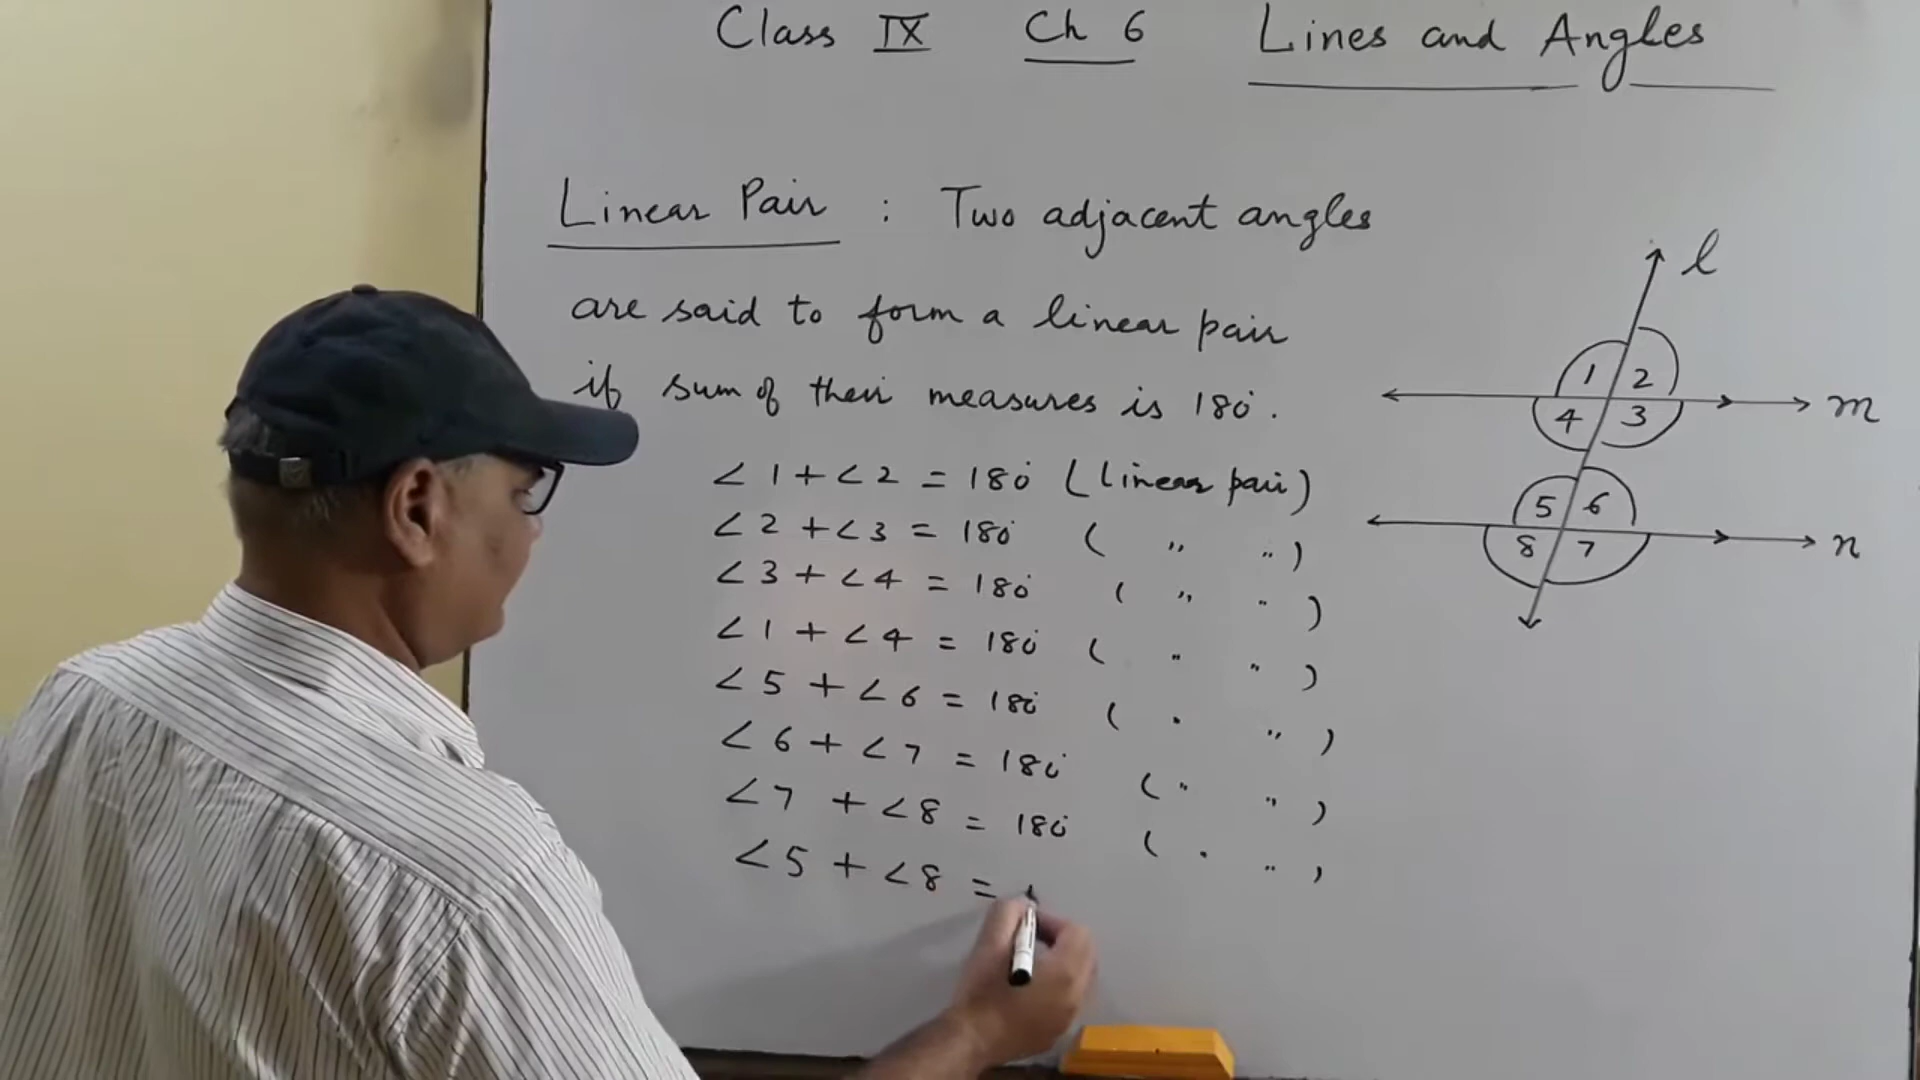 Class IX Ch 6 Lines and Angles
Linear Pair : Two adjacent angles
are said to form a linear pair
if sum of their measures is 180°.
∠1 + ∠2 = 180° (linear pair)
∠2 + ∠3 = 180° ( " " )
∠3 + ∠4 = 180° ( " " )
∠1 + ∠4 = 180° ( " " )
∠5 + ∠6 = 180° ( " " )
∠6 + ∠7 = 180° ( " " )
∠7 + ∠8 = 180° ( " " )
∠5 + ∠8 =
l
1 2
m
4 3
5 6
n
8 7